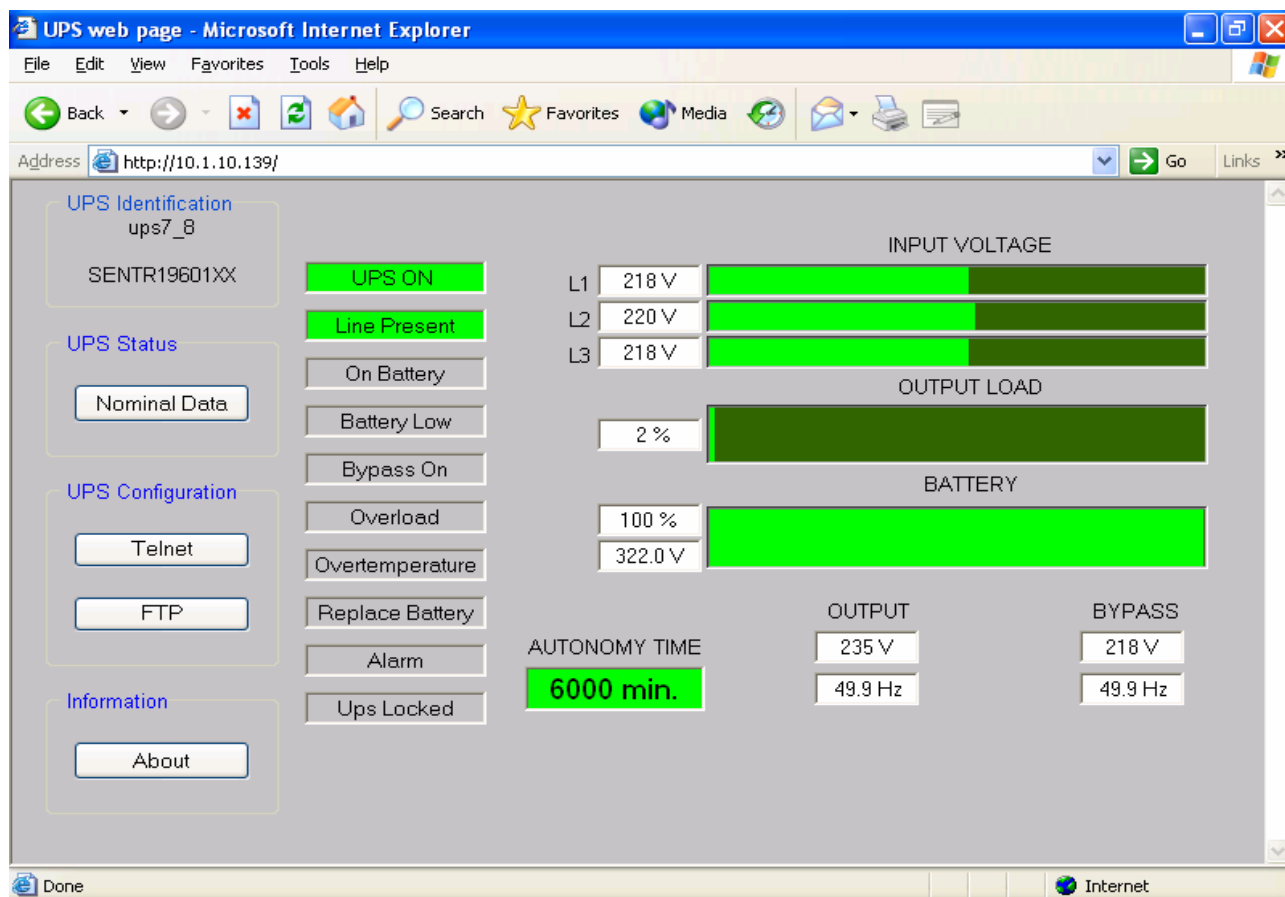 UPS web page - Microsoft Internet Explorer
File Edit View Favorites Tools Help
Back Search Favorites Media
Address http://10.1.10.139/ Go Links »
UPS Identification
ups7_8
SENTR19601XX
UPS Status
Nominal Data
UPS Configuration
Telnet
FTP
Information
About
UPS ON
Line Present
On Battery
Battery Low
Bypass On
Overload
Overtemperature
Replace Battery
Alarm
Ups Locked
INPUT VOLTAGE
L1 218 V
L2 220 V
L3 218 V
OUTPUT LOAD
2 %
BATTERY
100 %
322.0 V
AUTONOMY TIME
6000 min.
OUTPUT
235 V
49.9 Hz
BYPASS
218 V
49.9 Hz
Done Internet